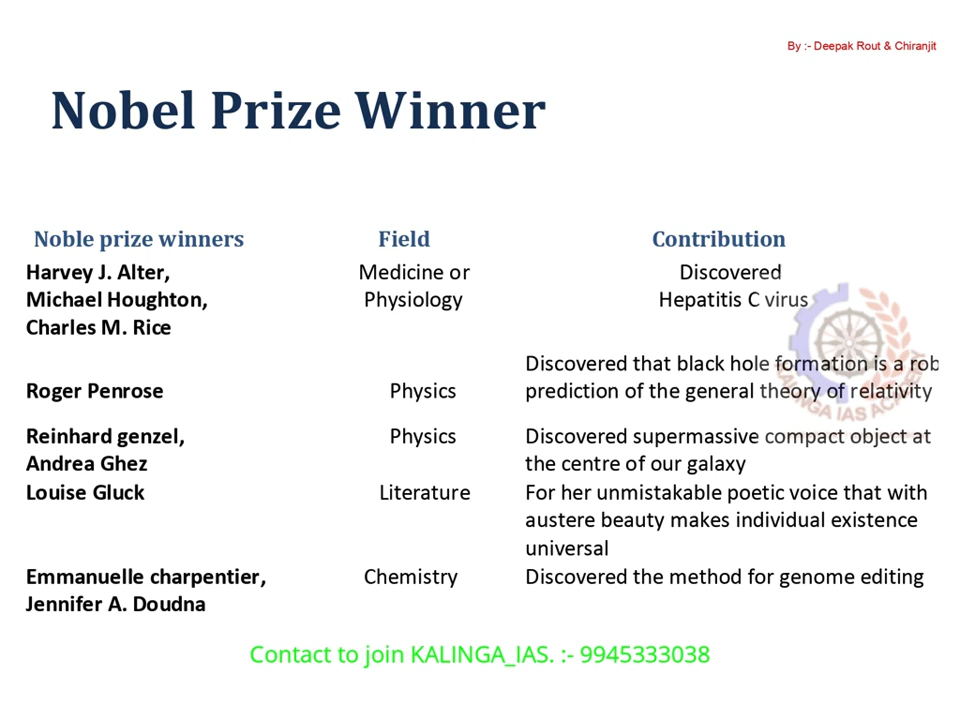 By :- Deepak Rout & Chiranjit
Nobel Prize Winner
Noble prize winners Field Contribution
Harvey J. Alter, Medicine or Discovered
Michael Houghton, Physiology Hepatitis C virus
Charles M. Rice
Discovered that black hole formation is a rob
Roger Penrose Physics prediction of the general theory of relativity
Reinhard genzel, Physics Discovered supermassive compact object at
Andrea Ghez the centre of our galaxy
Louise Gluck Literature For her unmistakable poetic voice that with
austere beauty makes individual existence
universal
Emmanuelle charpentier, Chemistry Discovered the method for genome editing
Jennifer A. Doudna
KALINGA IAS ACADEMY
Contact to join KALINGA_IAS. :- 9945333038